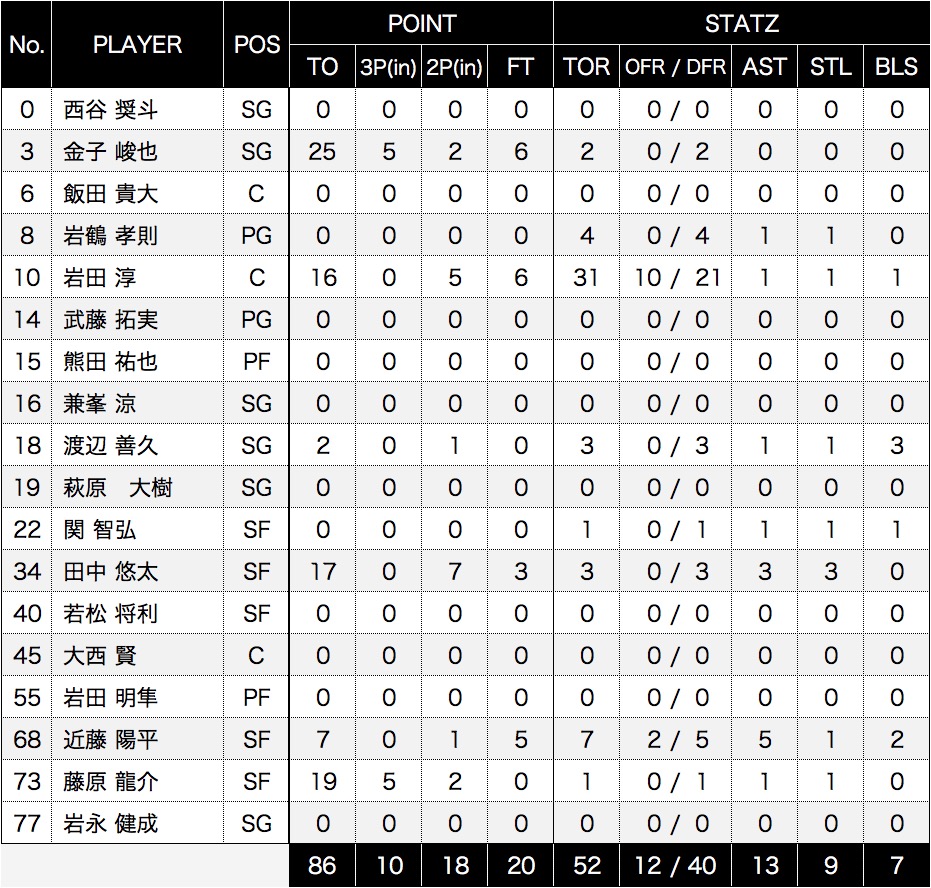 No. PLAYER POS POINT STATZ
TO 3P(in) 2P(in) FT TOR OFR / DFR AST STL BLS
0 西谷 奨斗 SG 0 0 0 0 0 0 / 0 0 0 0
3 金子 峻也 SG 25 5 2 6 2 0 / 2 0 0 0
6 飯田 貴大 C 0 0 0 0 0 0 / 0 0 0 0
8 岩鶴 孝則 PG 0 0 0 0 4 0 / 4 1 1 0
10 岩田 淳 C 16 0 5 6 31 10 / 21 1 1 1
14 武藤 拓実 PG 0 0 0 0 0 0 / 0 0 0 0
15 熊田 祐也 PF 0 0 0 0 0 0 / 0 0 0 0
16 兼峯 涼 SG 0 0 0 0 0 0 / 0 0 0 0
18 渡辺 善久 SG 2 0 1 0 3 0 / 3 1 1 3
19 萩原　大樹 SG 0 0 0 0 0 0 / 0 0 0 0
22 関 智弘 SF 0 0 0 0 1 0 / 1 1 1 1
34 田中 悠太 SF 17 0 7 3 3 0 / 3 3 3 0
40 若松 将利 SF 0 0 0 0 0 0 / 0 0 0 0
45 大西 賢 C 0 0 0 0 0 0 / 0 0 0 0
55 岩田 明隼 PF 0 0 0 0 0 0 / 0 0 0 0
68 近藤 陽平 SF 7 0 1 5 7 2 / 5 5 1 2
73 藤原 龍介 SF 19 5 2 0 1 0 / 1 1 1 0
77 岩永 健成 SG 0 0 0 0 0 0 / 0 0 0 0
86 10 18 20 52 12 / 40 13 9 7